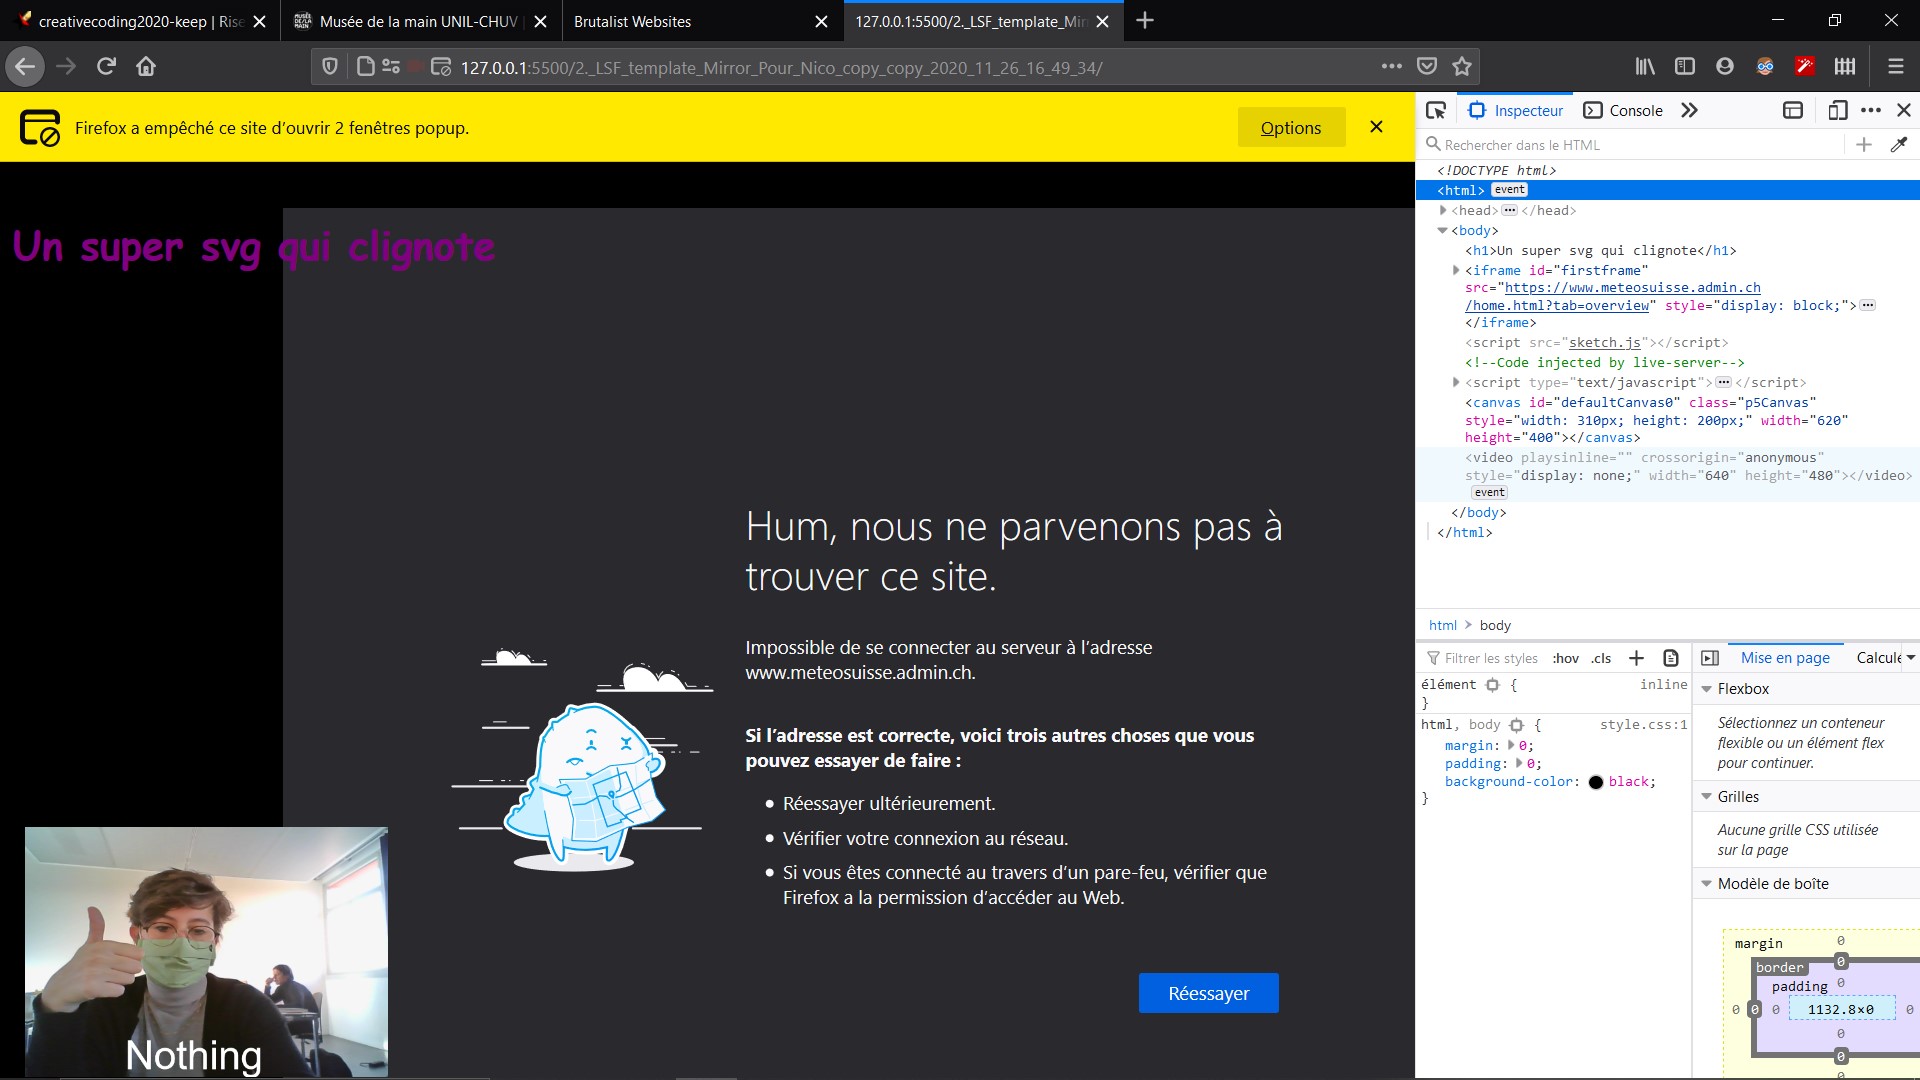 creativecoding2020-keep | Rise
Musée de la main UNIL-CHUV |
Brutalist Websites
127.0.0.1:5500/2._LSF_template_Mir
127.0.0.1:5500/2._LSF_template_Mirror_Pour_Nico_copy_copy_2020_11_26_16_49_34/
Firefox a empêché ce site d’ouvrir 2 fenêtres popup.
Options
Un super svg qui clignote
Hum, nous ne parvenons pas à
trouver ce site.
Impossible de se connecter au serveur à l’adresse
www.meteosuisse.admin.ch.
Si l’adresse est correcte, voici trois autres choses que vous
pouvez essayer de faire :
Réessayer ultérieurement.
Vérifier votre connexion au réseau.
Si vous êtes connecté au travers d’un pare-feu, vérifier que
Firefox a la permission d’accéder au Web.
Réessayer
Nothing
Inspecteur
Console
Rechercher dans le HTML
<!DOCTYPE html>
<html> event
<head> ••• </head>
<body>
<h1>Un super svg qui clignote</h1>
<iframe id="firstframe"
src="https://www.meteosuisse.admin.ch
/home.html?tab=overview" style="display: block;"> •••
</iframe>
<script src="sketch.js"></script>
<!--Code injected by live-server-->
<script type="text/javascript"> ••• </script>
<canvas id="defaultCanvas0" class="p5Canvas"
style="width: 310px; height: 200px;" width="620"
height="400"></canvas>
<video playsinline="" crossorigin="anonymous"
style="display: none;" width="640" height="480"></video>
event
</body>
</html>
html > body
Filtrer les styles :hov .cls
élément { inline
}
html, body { style.css:1
margin: 0;
padding: 0;
background-color: black;
}
Mise en page
Calcule
Flexbox
Sélectionnez un conteneur
flexible ou un élément flex
pour continuer.
Grilles
Aucune grille CSS utilisée
sur la page
Modèle de boîte
margin 0
border 0
padding 0
0 0 0 1132.8×0 0
0
0